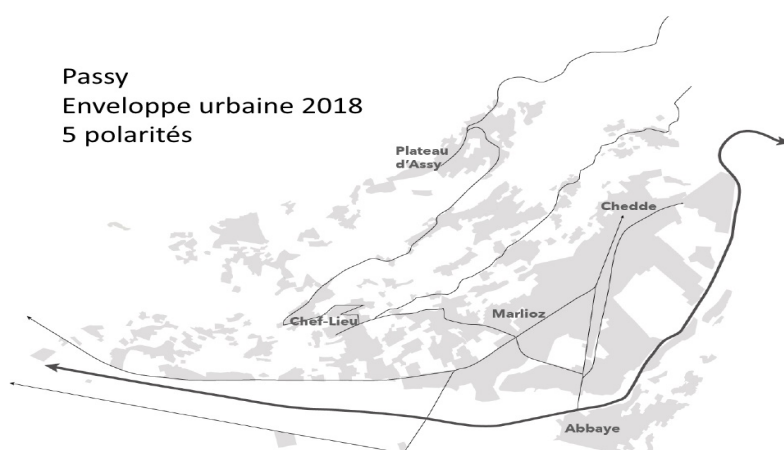 Passy
Enveloppe urbaine 2018
5 polarités
Plateau
d'Assy
Chedde
Chef-Lieu
Marlioz
Abbaye